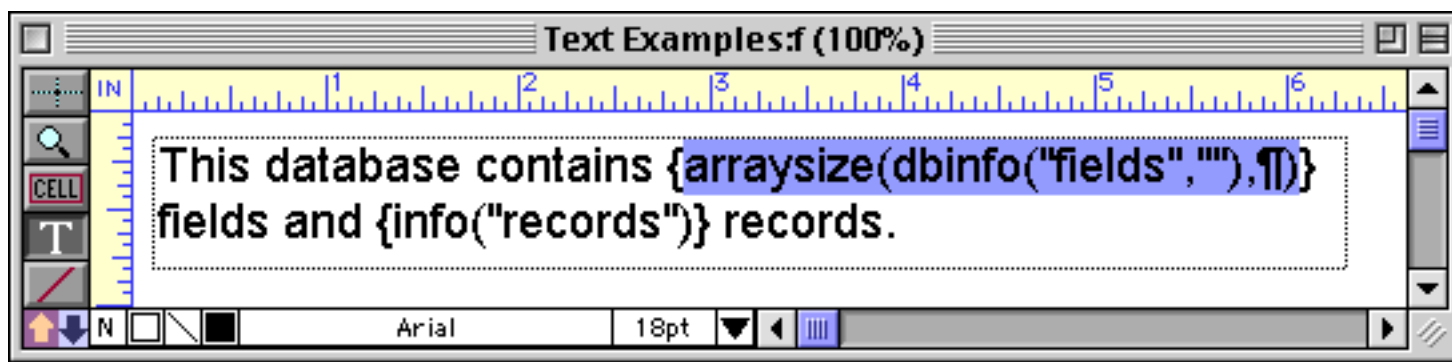 Text Examples:f (100%)
IN 1 2 3 4 5 6
CELL
T
This database contains {arraysize(dbinfo("fields",""),¶)}
fields and {info("records")} records.
N Arial 18pt